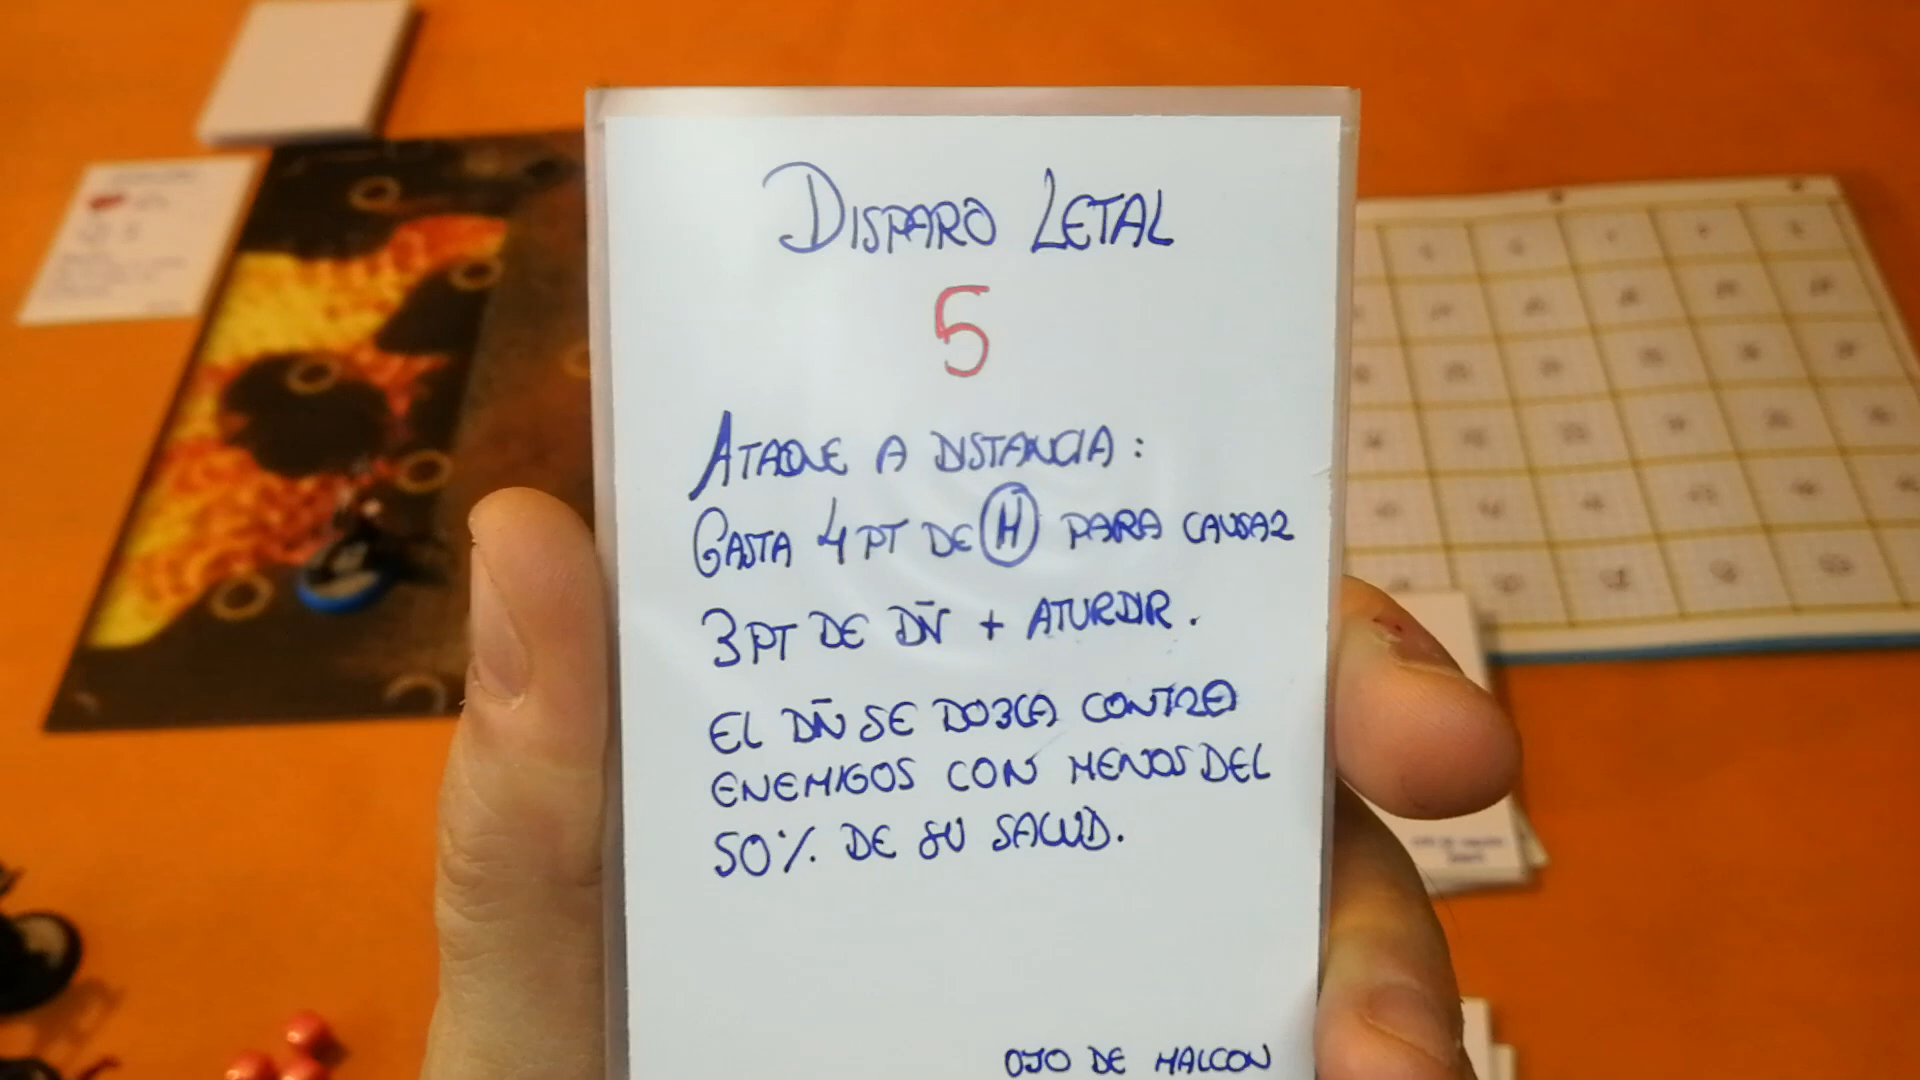 DISPARO LETAL
5
ATAQUE A DISTANCIA:
GASTA 4 PT DE Ⓜ PARA CAUSAR
3 PT DE DÑ + ATURDIR.
EL DÑ SE DOBLA CONTRA
ENEMIGOS CON MENOS DEL
50% DE SU SALUD.
OJO DE HALCON